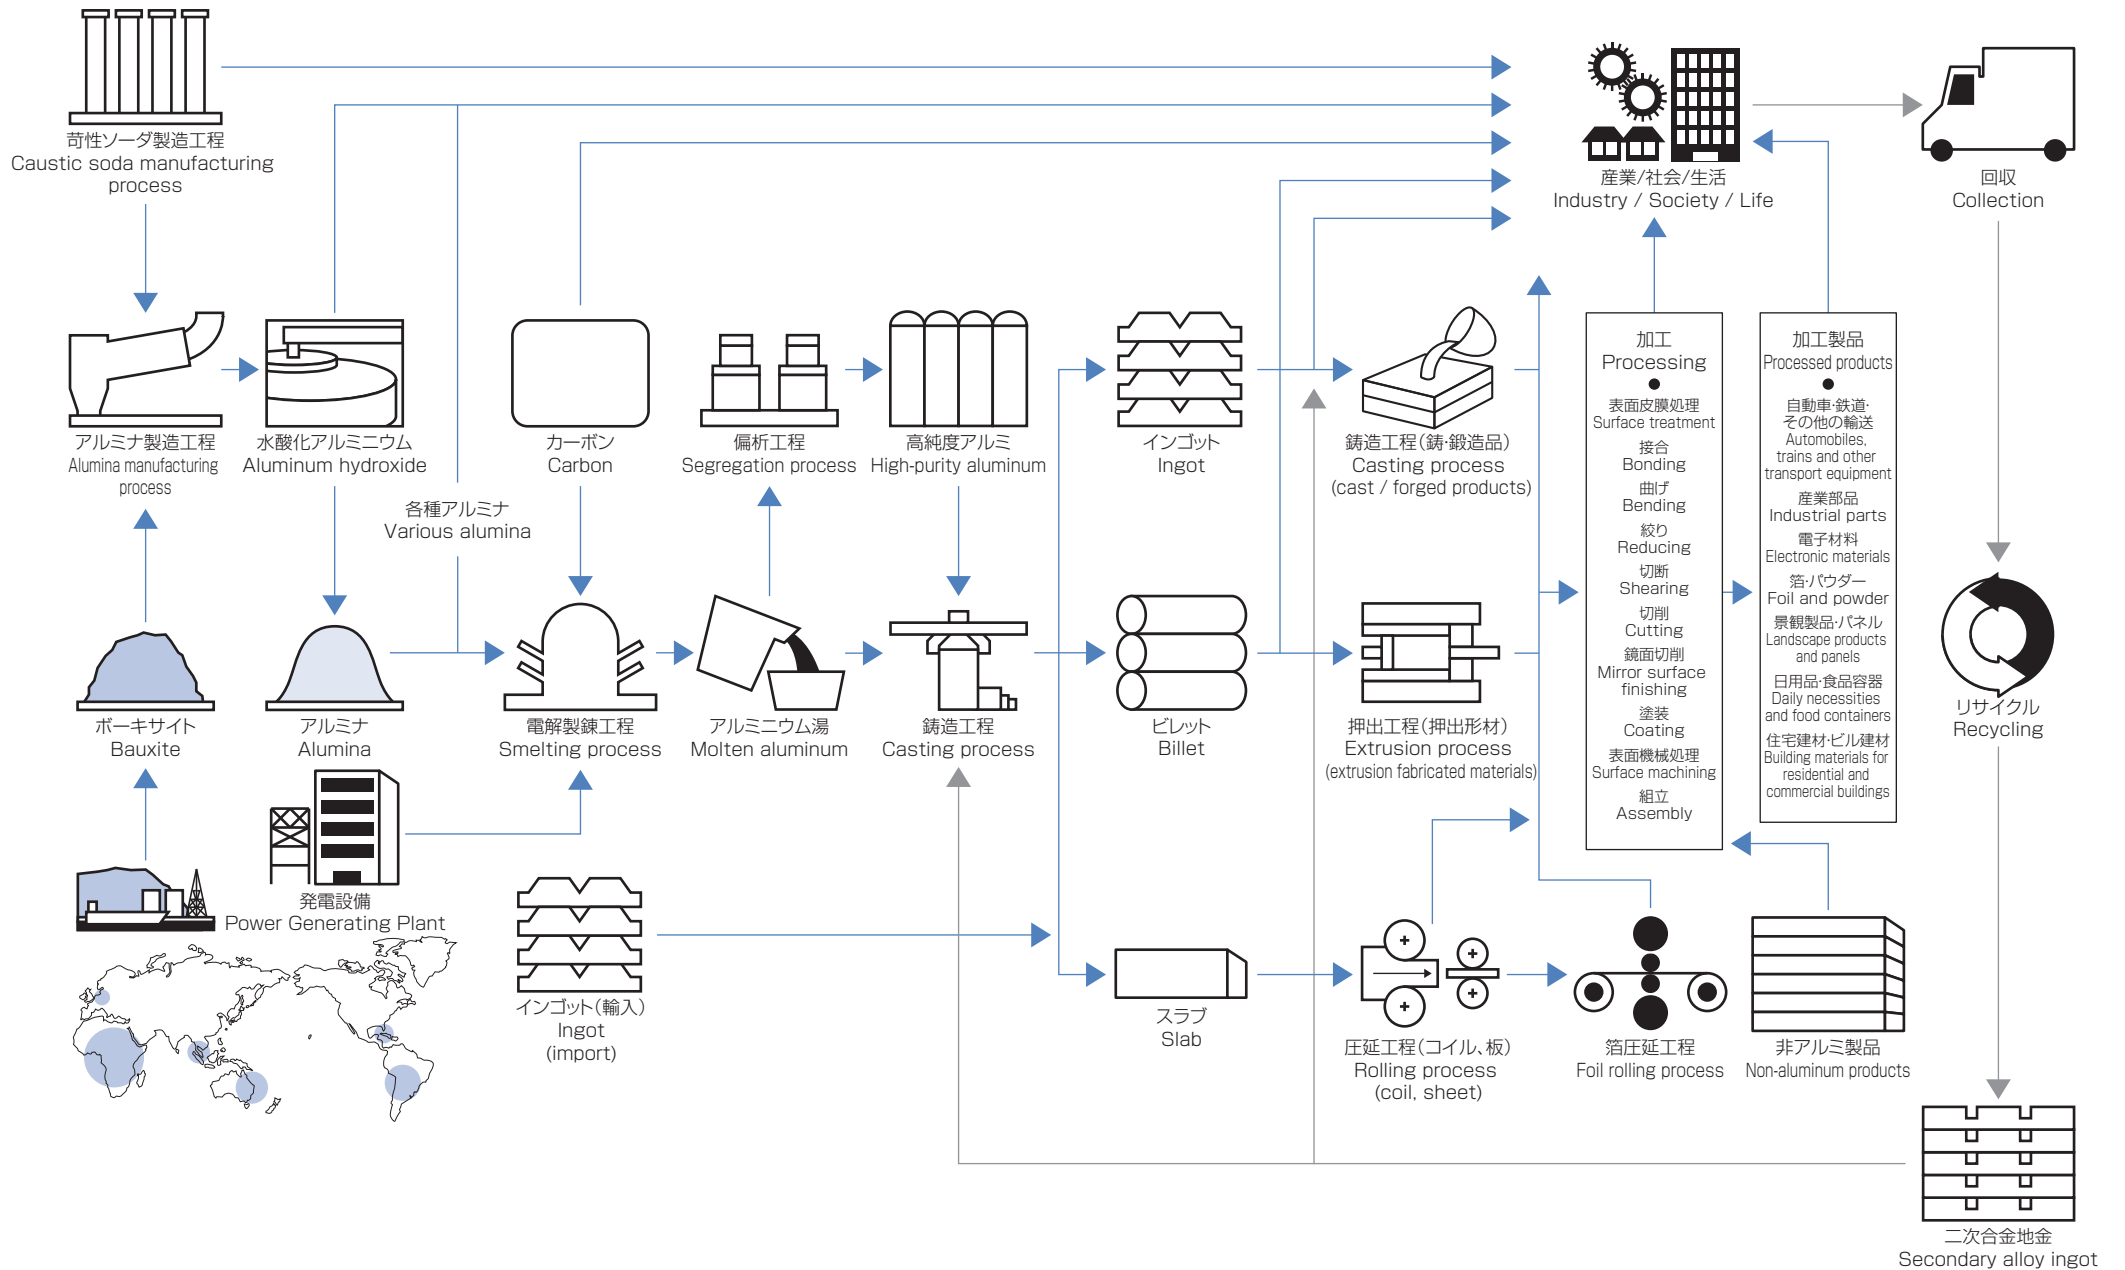 苛性ソーダ製造工程
Caustic soda manufacturing
process
産業/社会/生活
Industry / Society / Life
回収
Collection
アルミナ製造工程
Alumina manufacturing
process
水酸化アルミニウム
Aluminum hydroxide
各種アルミナ
Various alumina
カーボン
Carbon
偏析工程
Segregation process
高純度アルミ
High-purity aluminum
インゴット
Ingot
鋳造工程(鋳・鍛造品)
Casting process
(cast / forged products)
加工
Processing
●
表面皮膜処理
Surface treatment
接合
Bonding
曲げ
Bending
絞り
Reducing
切断
Shearing
切削
Cutting
鏡面切削
Mirror surface
finishing
塗装
Coating
表面機械処理
Surface machining
組立
Assembly
加工製品
Processed products
●
自動車・鉄道・
その他の輸送
Automobiles,
trains and other
transport equipment
産業部品
Industrial parts
電子材料
Electronic materials
箔・パウダー
Foil and powder
景観製品・パネル
Landscape products
and panels
日用品・食品容器
Daily necessities
and food containers
住宅建材・ビル建材
Building materials for
residential and
commercial buildings
ボーキサイト
Bauxite
アルミナ
Alumina
電解製錬工程
Smelting process
アルミニウム湯
Molten aluminum
鋳造工程
Casting process
ビレット
Billet
押出工程(押出形材)
Extrusion process
(extrusion fabricated materials)
リサイクル
Recycling
発電設備
Power Generating Plant
インゴット(輸入)
Ingot
(import)
スラブ
Slab
圧延工程(コイル、板)
Rolling process
(coil, sheet)
箔圧延工程
Foil rolling process
非アルミ製品
Non-aluminum products
二次合金地金
Secondary alloy ingot